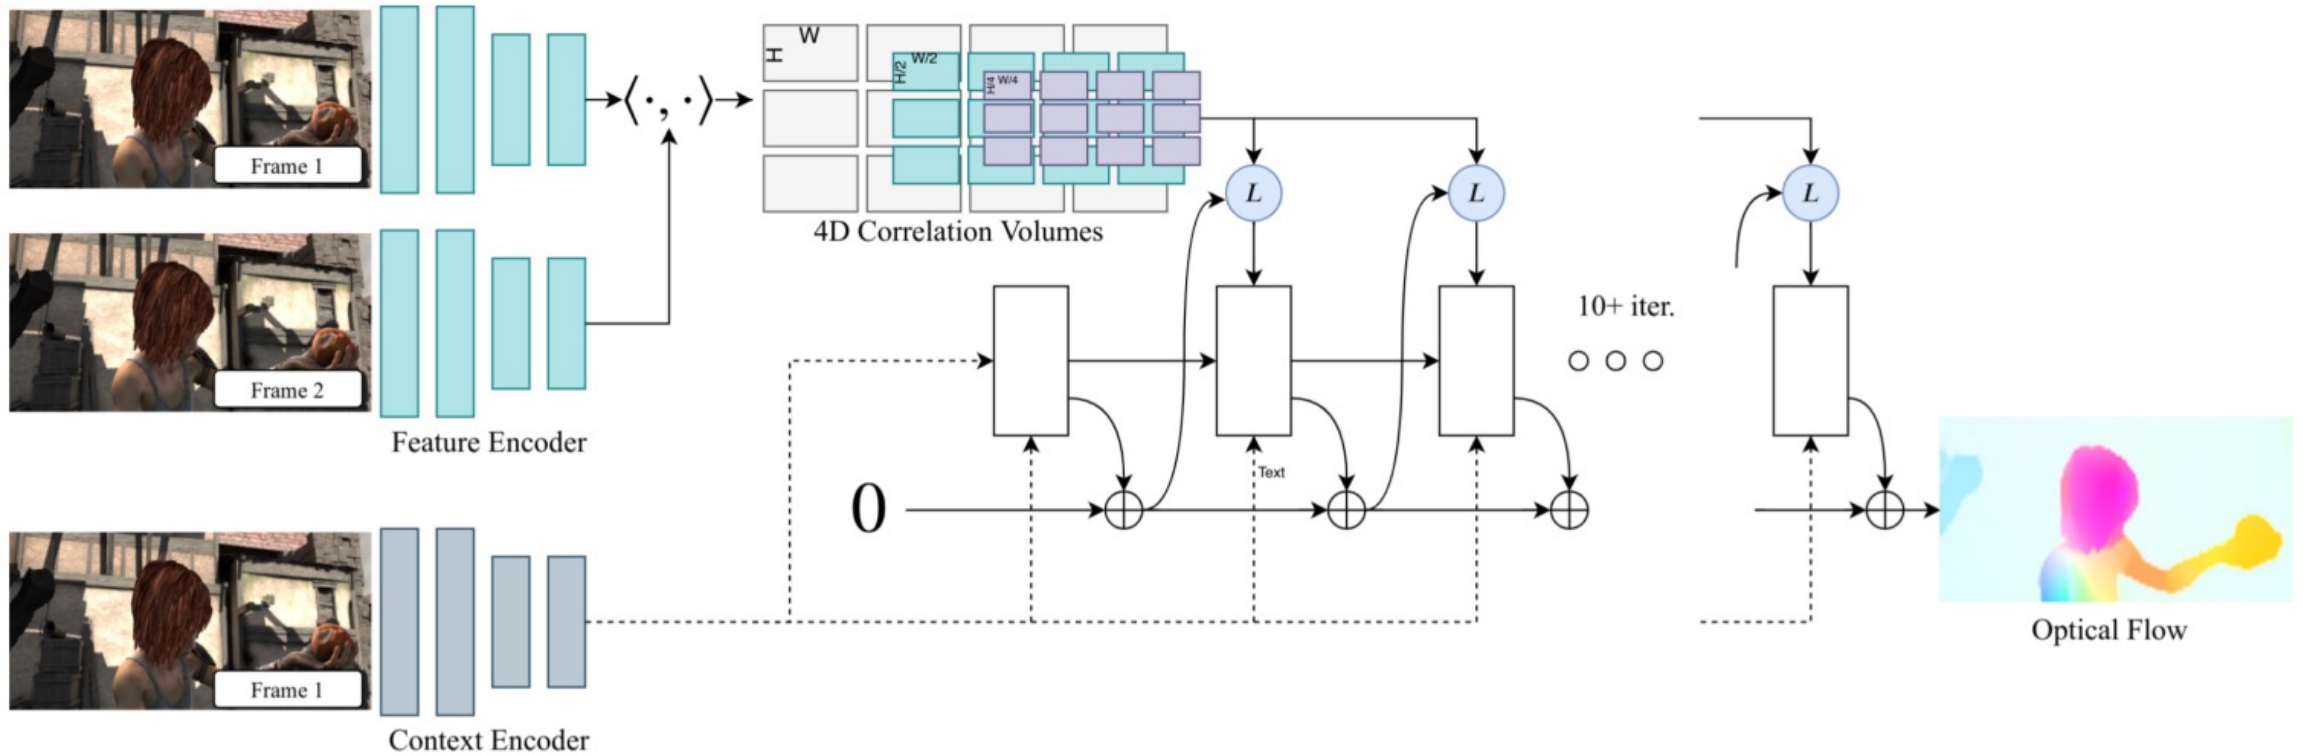 Frame 1
Frame 2
Feature Encoder
Frame 1
Context Encoder
⟨·, ·⟩
H
W
H/2
W/2
H/4
W/4
4D Correlation Volumes
L
L
L
10+ iter.
Text
0
Optical Flow